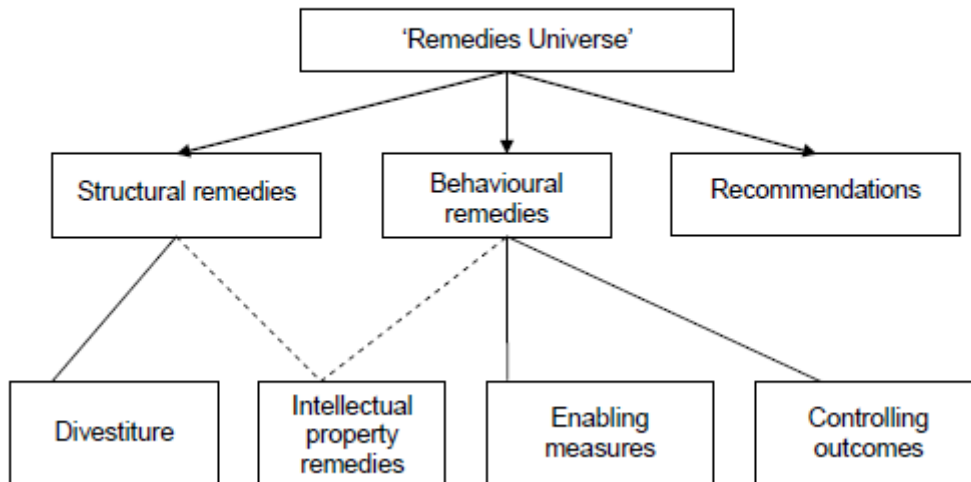 ‘Remedies Universe’
Structural remedies
Behavioural
remedies
Recommendations
Divestiture
Intellectual
property
remedies
Enabling
measures
Controlling
outcomes